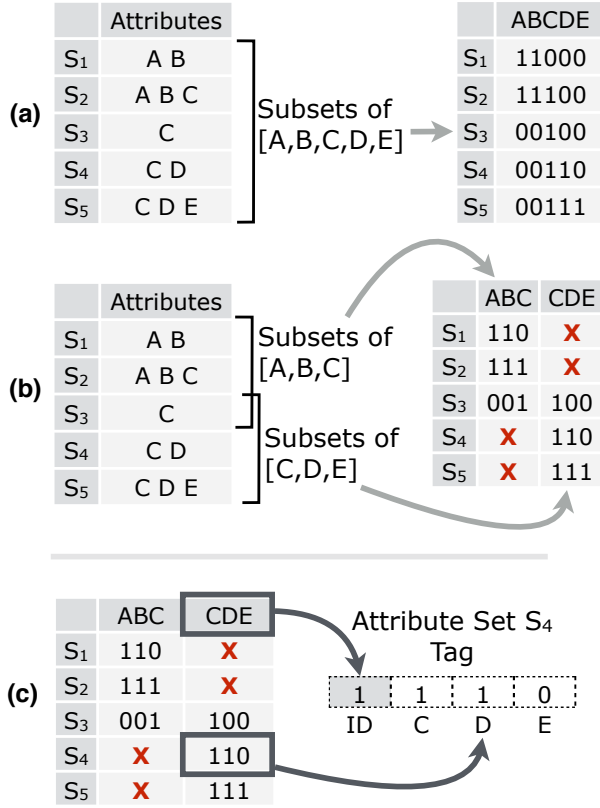 (a)
Attributes
S₁ A B
S₂ A B C
S₃ C
S₄ C D
S₅ C D E
Subsets of
[A,B,C,D,E]
ABCDE
S₁ 11000
S₂ 11100
S₃ 00100
S₄ 00110
S₅ 00111
(b)
Attributes
S₁ A B
S₂ A B C
S₃ C
S₄ C D
S₅ C D E
Subsets of
[A,B,C]
Subsets of
[C,D,E]
ABC CDE
S₁ 110 X
S₂ 111 X
S₃ 001 100
S₄ X 110
S₅ X 111
(c)
ABC CDE
S₁ 110 X
S₂ 111 X
S₃ 001 100
S₄ X 110
S₅ X 111
Attribute Set S₄
Tag
1 1 1 0
ID C D E